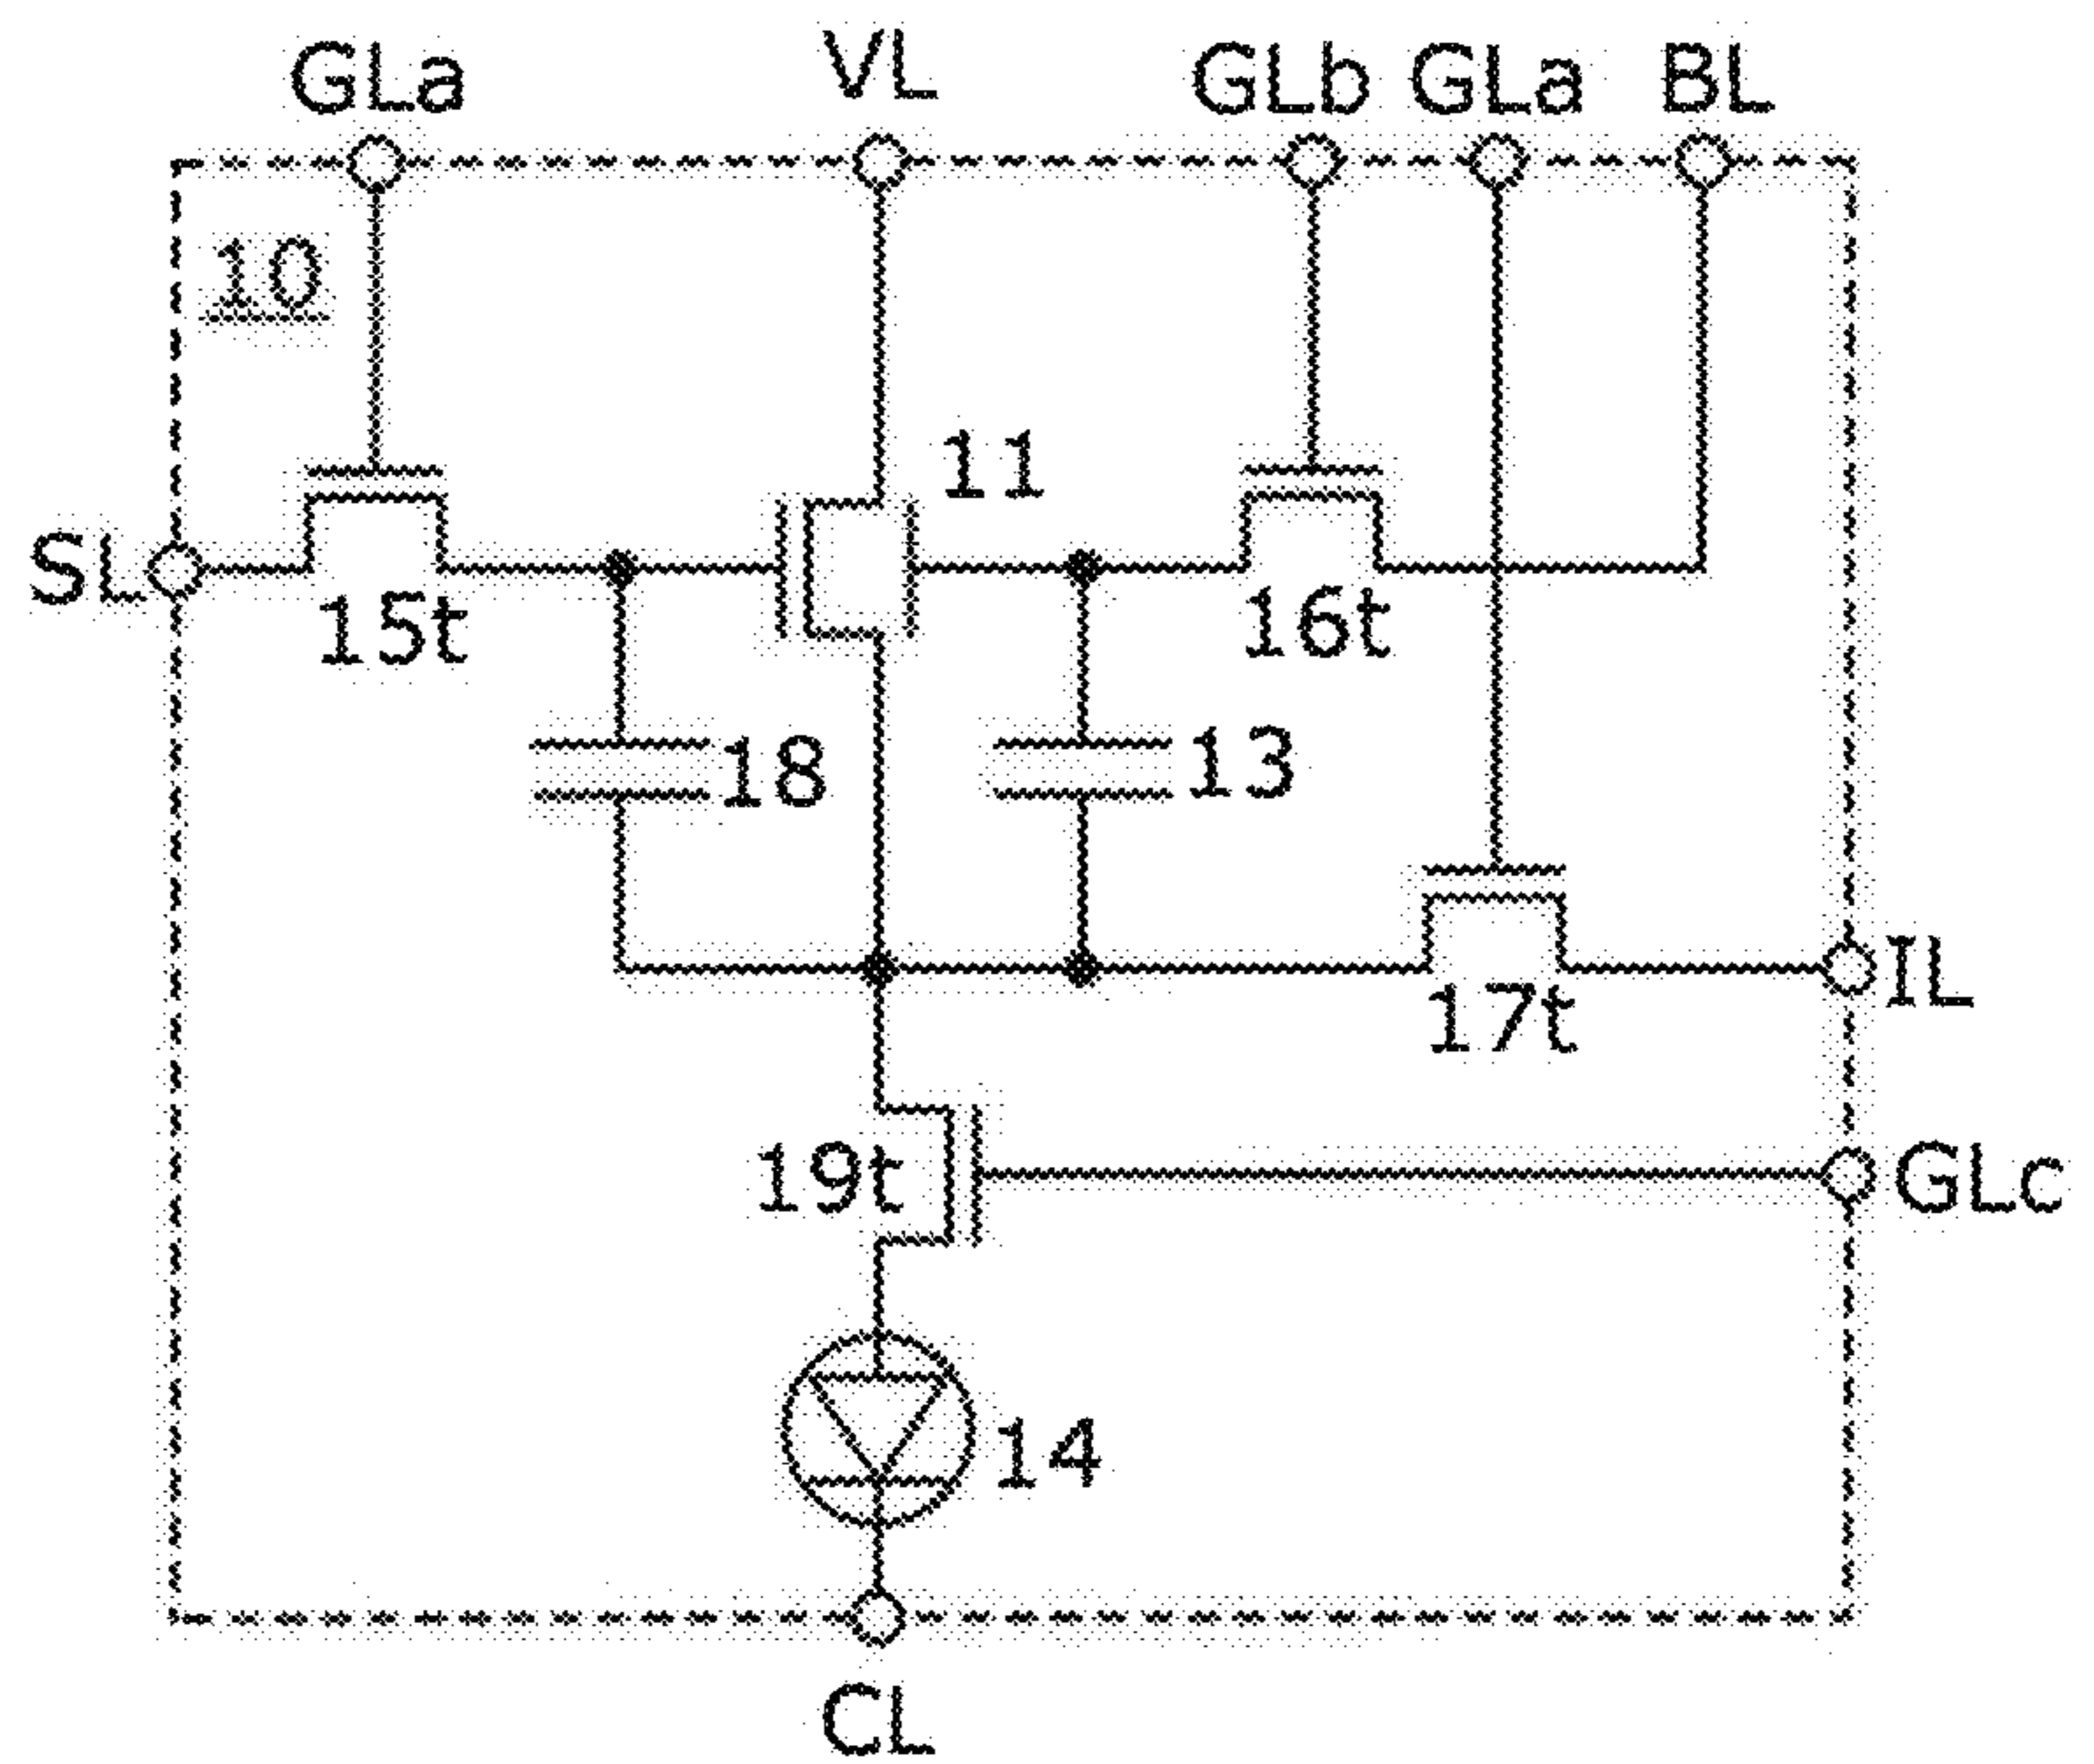 GLa VL GLb GLa BL
10
11
SL 15t 16t
18 13
17t IL
19t GLc
14
CL